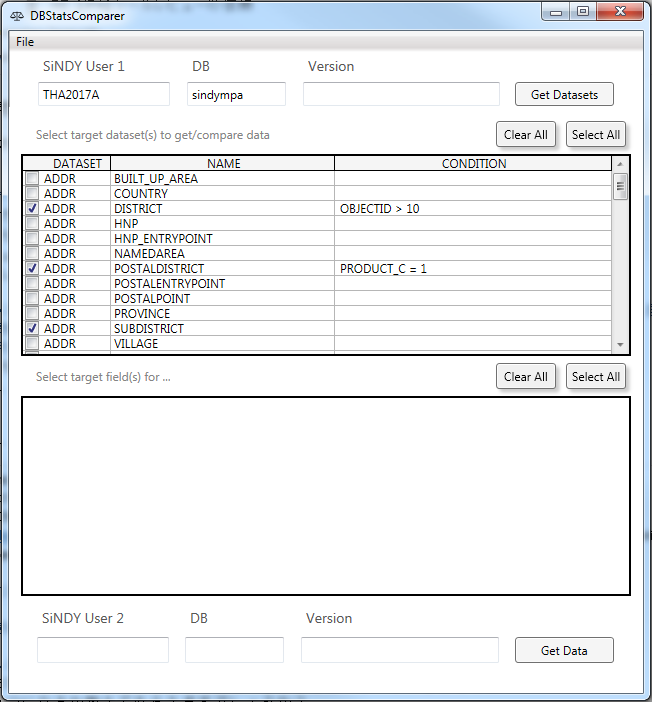 DBStatsComparer
File
SiNDY User 1 DB Version
THA2017A sindympa Get Datasets
Select target dataset(s) to get/compare data Clear All Select All
DATASET NAME CONDITION
ADDR BUILT_UP_AREA
ADDR COUNTRY
ADDR DISTRICT OBJECTID > 10
ADDR HNP
ADDR HNP_ENTRYPOINT
ADDR NAMEDAREA
ADDR POSTALDISTRICT PRODUCT_C = 1
ADDR POSTALENTRYPOINT
ADDR POSTALPOINT
ADDR PROVINCE
ADDR SUBDISTRICT
ADDR VILLAGE
Select target field(s) for ... Clear All Select All
SiNDY User 2 DB Version
Get Data